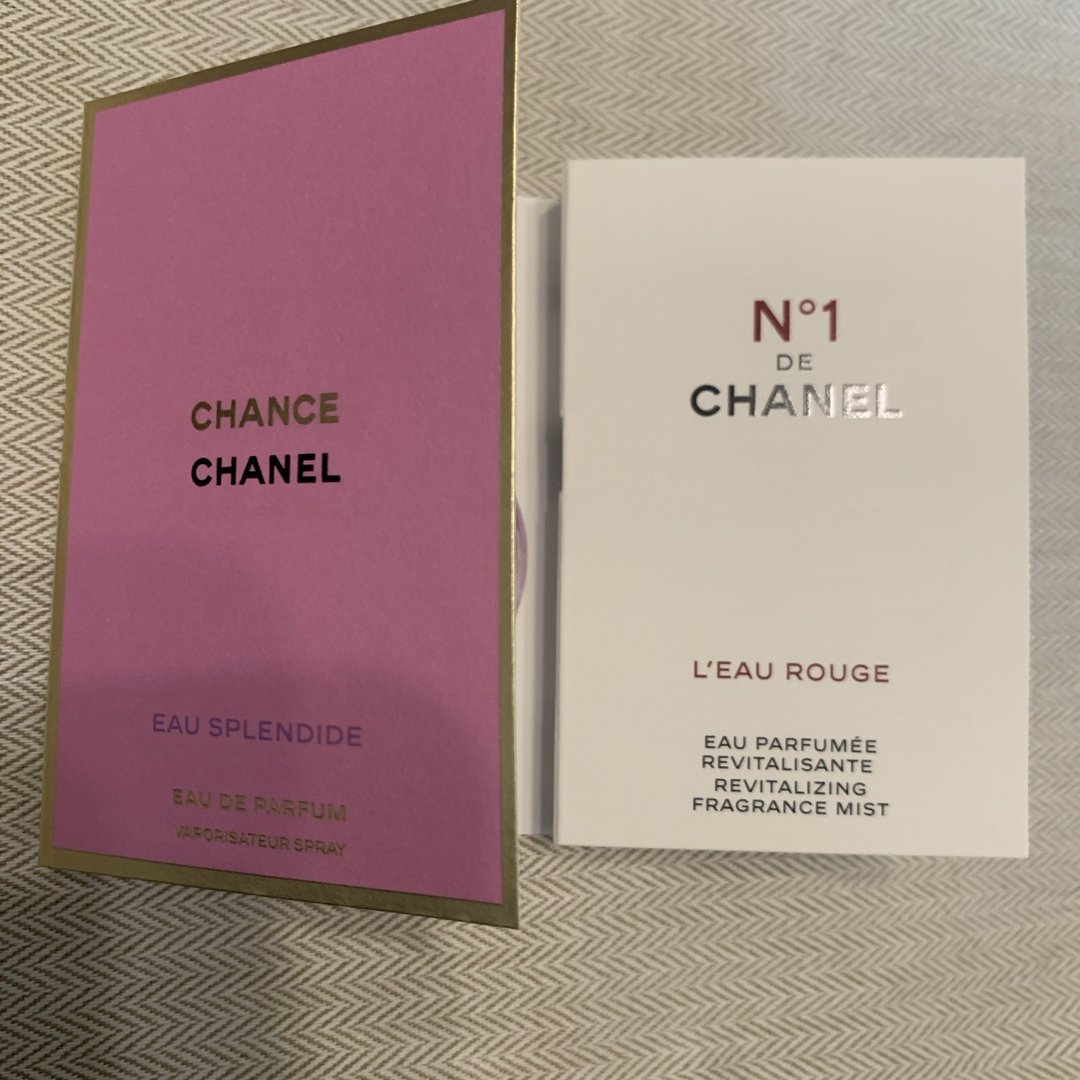 CHANCE
CHANEL
EAU SPLENDIDE
EAU DE PARFUM
VAPORISATEUR SPRAY
N°1
DE
CHANEL
L'EAU ROUGE
EAU PARFUMÉE
REVITALISANTE
REVITALIZING
FRAGRANCE MIST